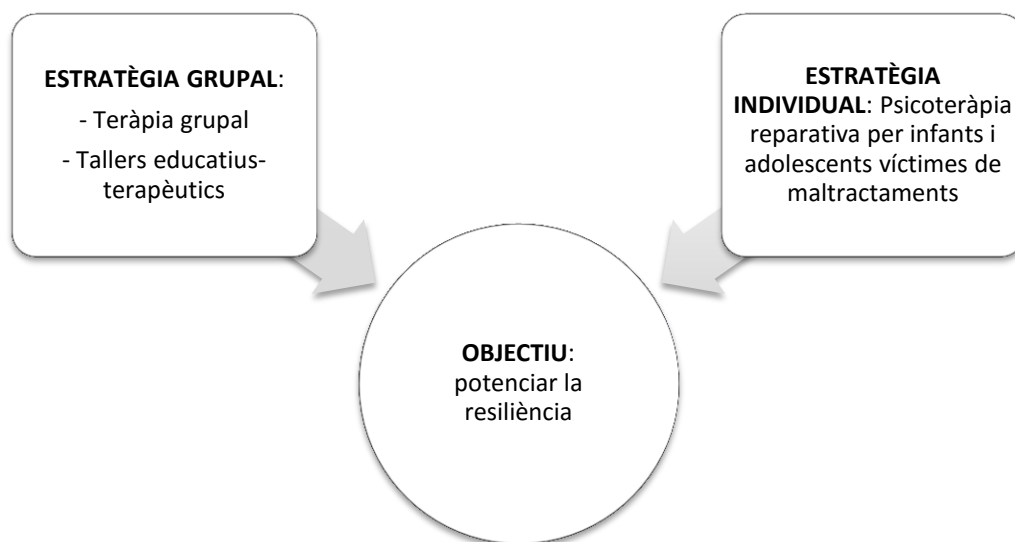 ESTRATÈGIA GRUPAL:
- Teràpia grupal
- Tallers educatius-
terapèutics
ESTRATÈGIA
INDIVIDUAL: Psicoteràpia
reparativa per infants i
adolescents víctimes de
maltractaments
OBJECTIU:
potenciar la
resiliència